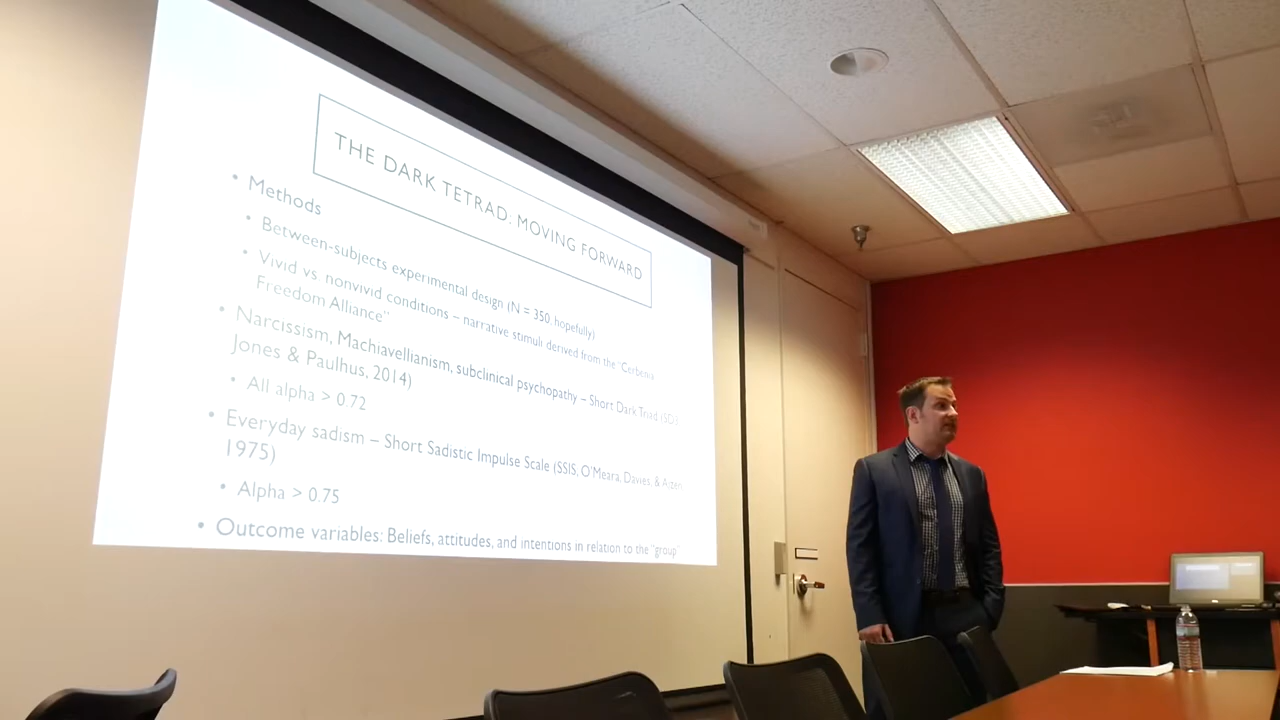 THE DARK TETRAD: MOVING FORWARD
• Methods
• Between-subjects experimental design (N = 350, hopefully)
• Vivid vs nonvivid conditions – narrative stimuli derived from the "Cerbenia
Freedom Alliance"
• Narcissism, Machiavellianism, subclinical psychopathy – Short Dark Triad (SD3
Jones & Paulhus, 2014)
• All alpha > 0.72
• Everyday sadism – Short Sadistic Impulse Scale (SSIS, O'Meara, Davies, &
1975)
• Alpha > 0.75
• Outcome variables: Beliefs, attitudes, and intentions in relation to the "group"